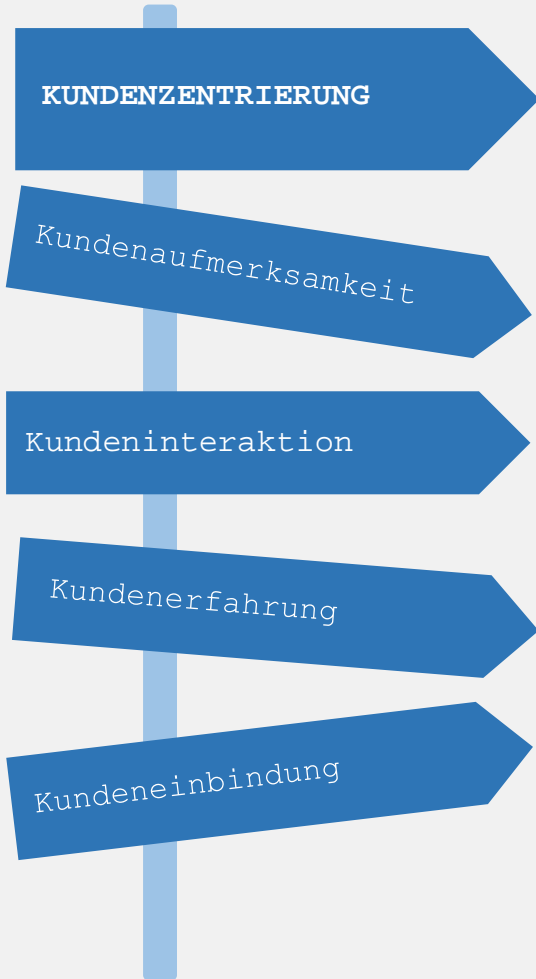 KUNDENZENTRIERUNG
Kundenaufmerksamkeit
Kundeninteraktion
Kundenerfahrung
Kundeneinbindung